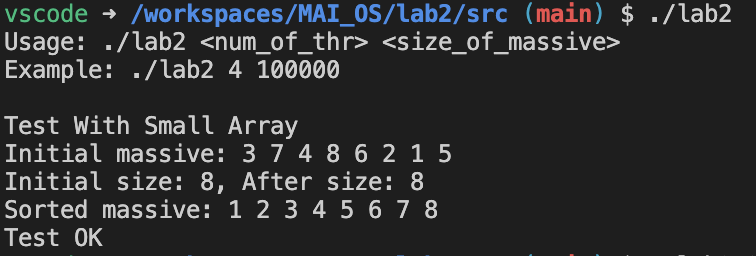 vscode → /workspaces/MAI_OS/lab2/src (main) $ ./lab2
Usage: ./lab2 <num_of_thr> <size_of_massive>
Example: ./lab2 4 100000
Test With Small Array
Initial massive: 3 7 4 8 6 2 1 5
Initial size: 8, After size: 8
Sorted massive: 1 2 3 4 5 6 7 8
Test OK